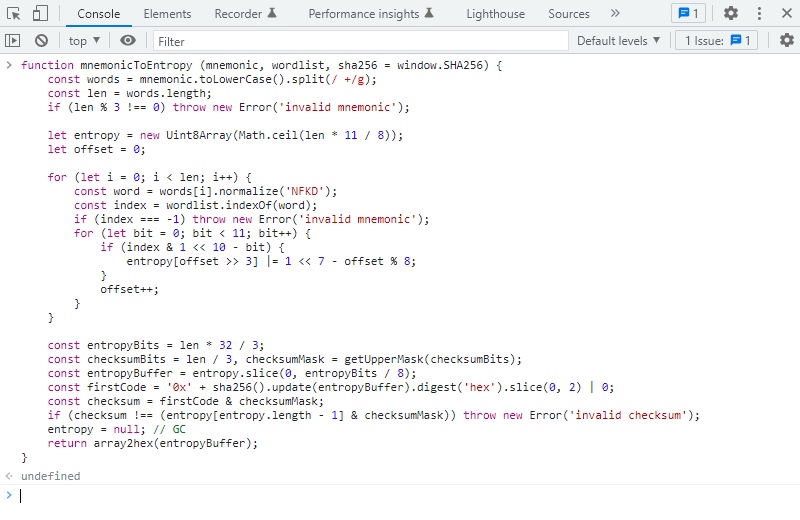 Console Elements Recorder Performance insights Lighthouse Sources » 1
top ▼ Filter Default levels ▼ 1 Issue: 1
> function mnemonicToEntropy (mnemonic, wordlist, sha256 = window.SHA256) {
    const words = mnemonic.toLowerCase().split(/ +/g);
    const len = words.length;
    if (len % 3 !== 0) throw new Error('invalid mnemonic');

    let entropy = new Uint8Array(Math.ceil(len * 11 / 8));
    let offset = 0;

    for (let i = 0; i < len; i++) {
        const word = words[i].normalize('NFKD');
        const index = wordlist.indexOf(word);
        if (index === -1) throw new Error('invalid mnemonic');
        for (let bit = 0; bit < 11; bit++) {
            if (index & 1 << 10 - bit) {
                entropy[offset >> 3] |= 1 << 7 - offset % 8;
            }
            offset++;
        }
    }

    const entropyBits = len * 32 / 3;
    const checksumBits = len / 3, checksumMask = getUpperMask(checksumBits);
    const entropyBuffer = entropy.slice(0, entropyBits / 8);
    const firstCode = '0x' + sha256().update(entropyBuffer).digest('hex').slice(0, 2) | 0;
    const checksum = firstCode & checksumMask;
    if (checksum !== (entropy[entropy.length - 1] & checksumMask)) throw new Error('invalid checksum');
    entropy = null; // GC
    return array2hex(entropyBuffer);
}
undefined
>